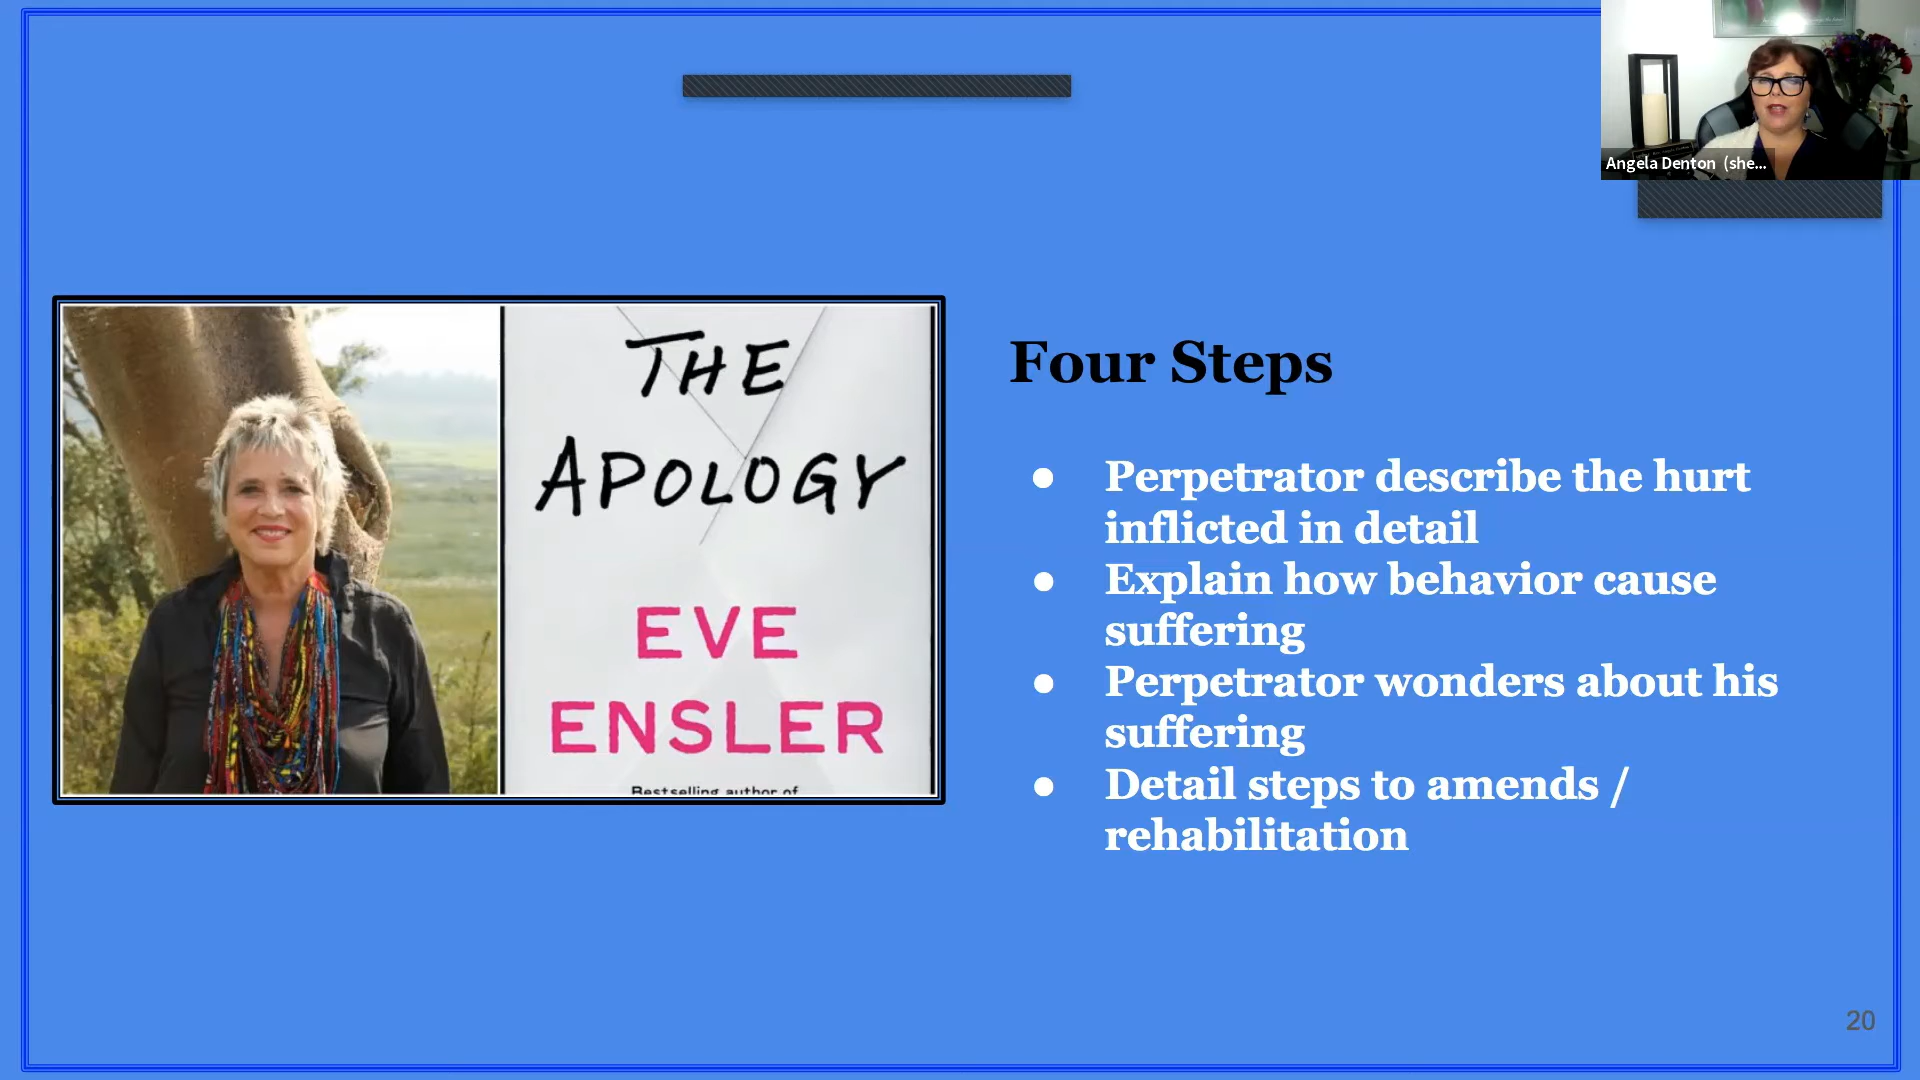 Angela Denton (she...
THE
APOLOGY
EVE
ENSLER
Bestselling author of
Four Steps
● Perpetrator describe the hurt
inflicted in detail
● Explain how behavior cause
suffering
● Perpetrator wonders about his
suffering
● Detail steps to amends /
rehabilitation
20